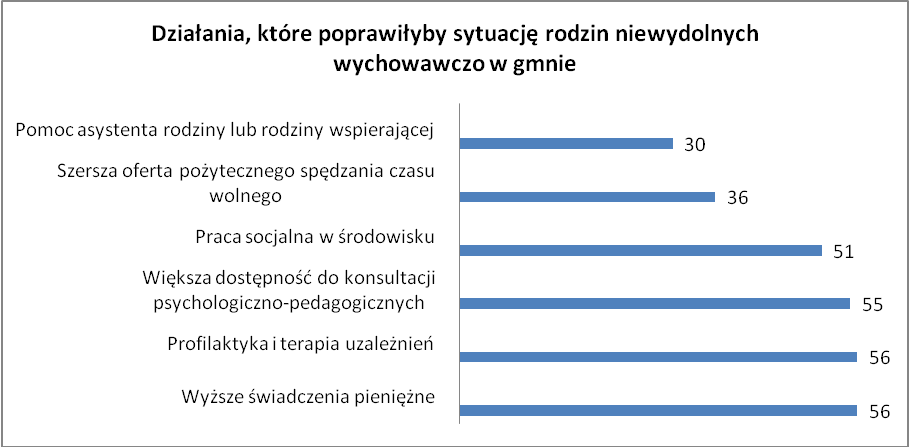 Działania, które poprawiłyby sytuację rodzin niewydolnych
wychowawczo w gmnie
Pomoc asystenta rodziny lub rodziny wspierającej
30
Szersza oferta pożytecznego spędzania czasu
wolnego
36
Praca socjalna w środowisku
51
Większa dostępność do konsultacji
psychologiczno-pedagogicznych
55
Profilaktyka i terapia uzależnień
56
Wyższe świadczenia pieniężne
56